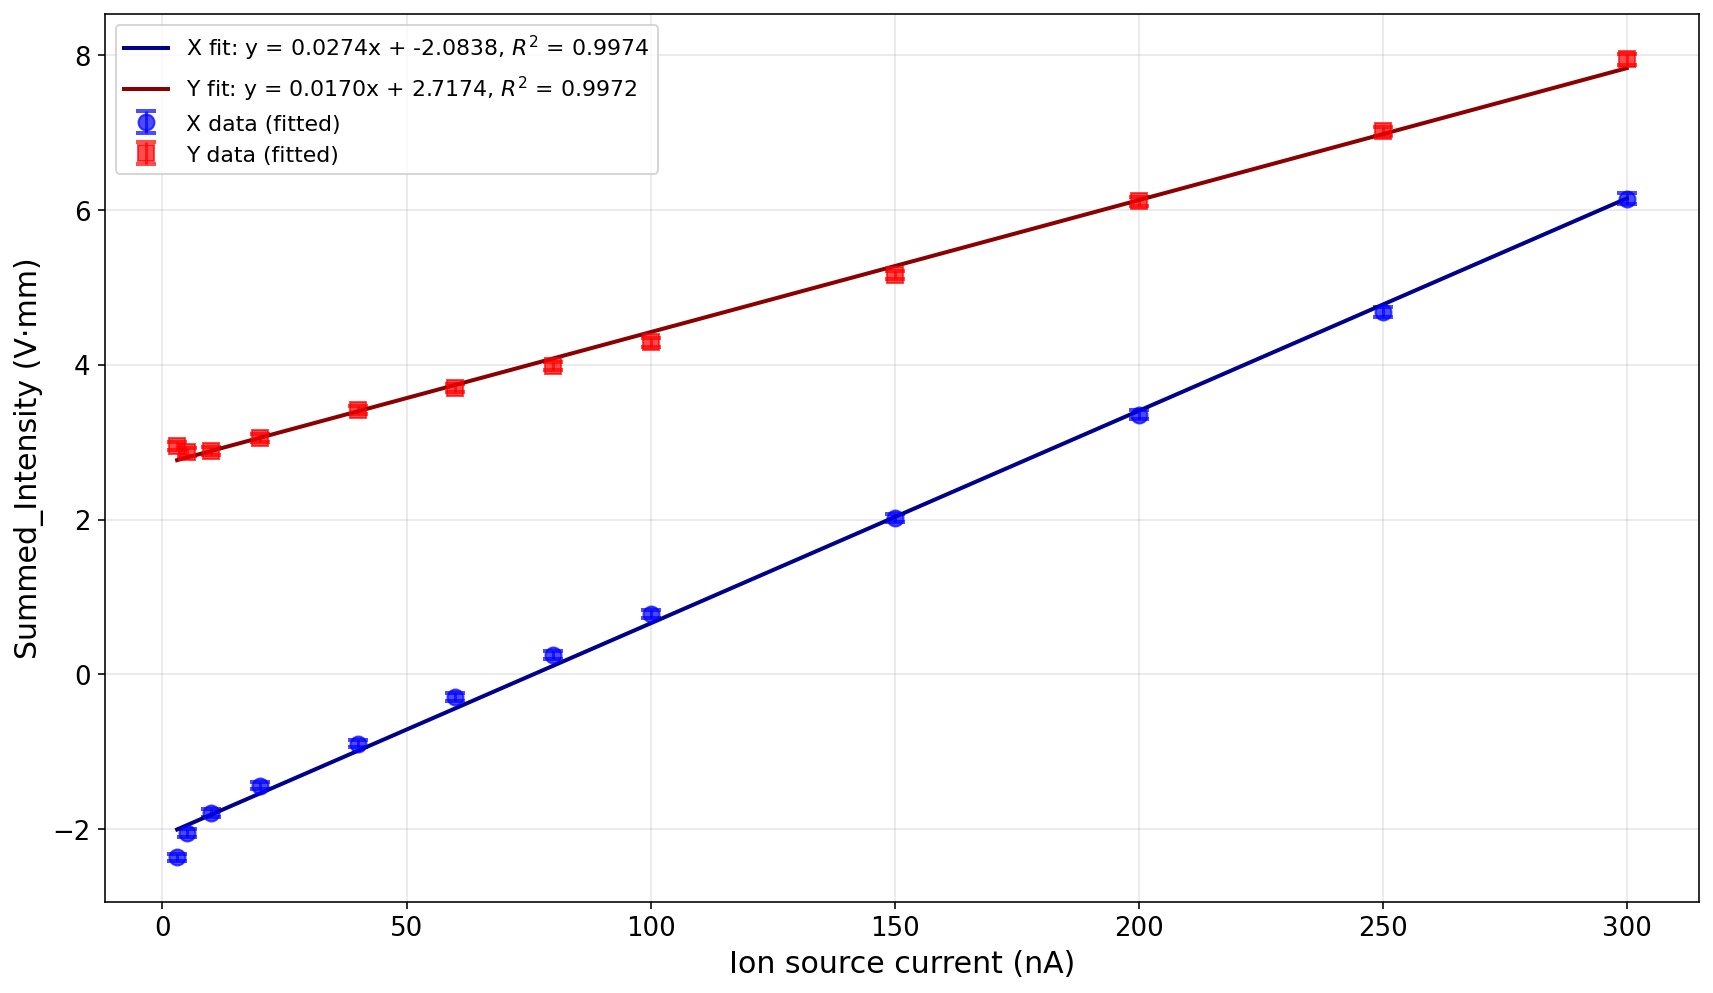 X fit: y = 0.0274x + -2.0838, R² = 0.9974
Y fit: y = 0.0170x + 2.7174, R² = 0.9972
X data (fitted)
Y data (fitted)
8
6
4
2
0
−2
Summed_Intensity (V·mm)
0 50 100 150 200 250 300
Ion source current (nA)